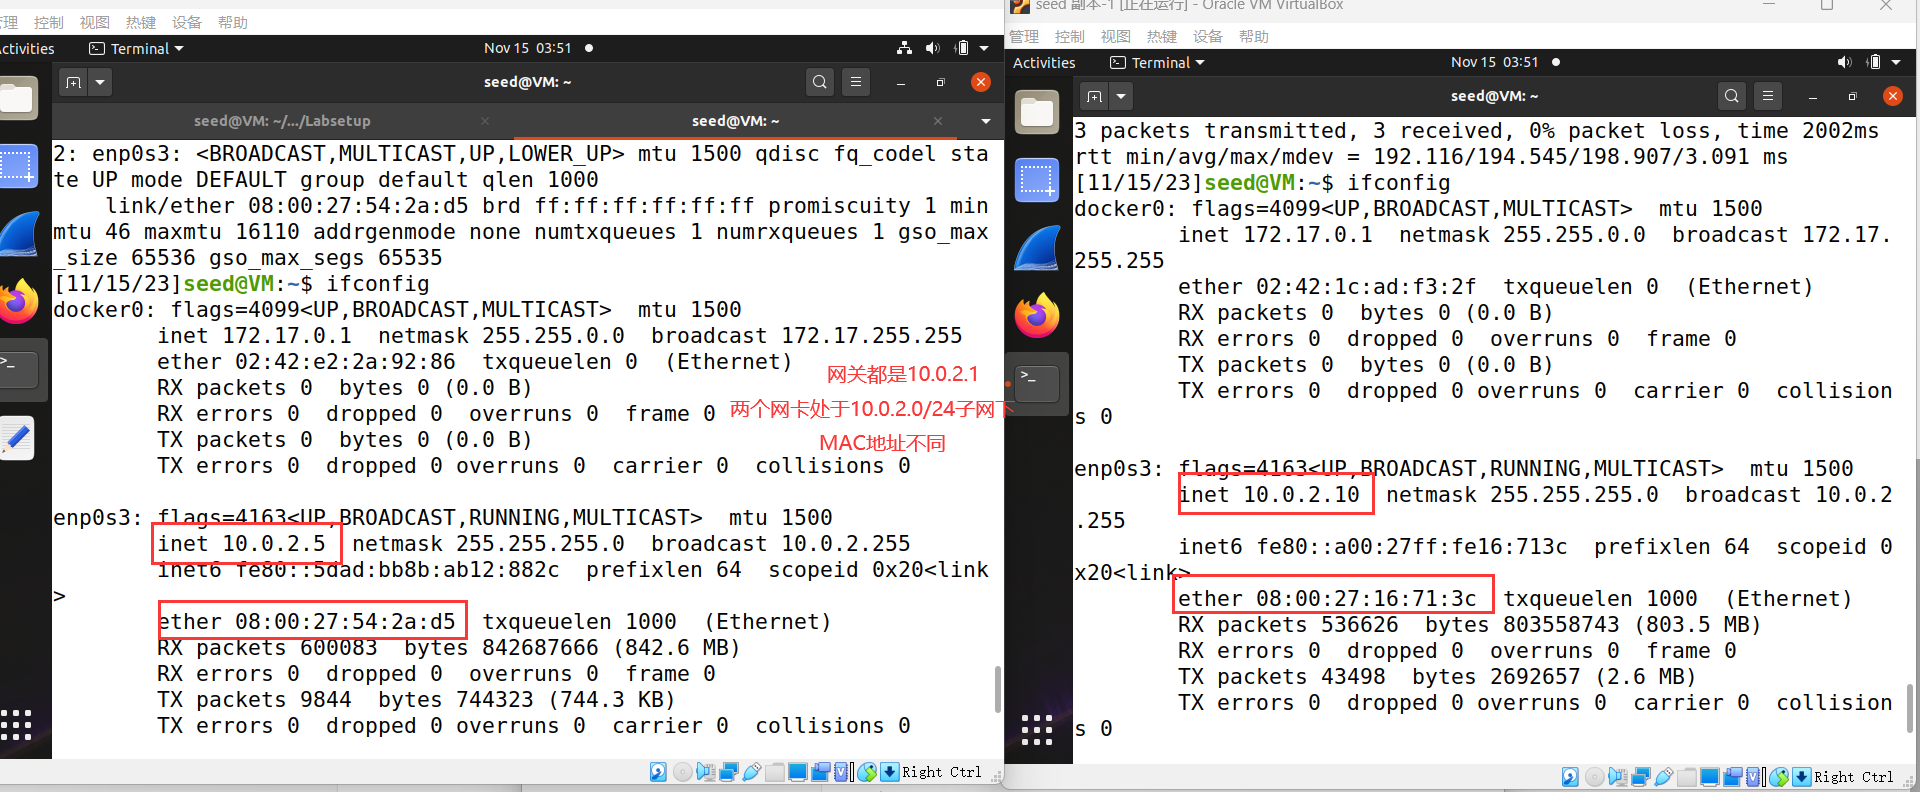 管理 控制 视图 热键 设备 帮助
Activities Terminal Nov 15 03:51
seed@VM: ~
seed@VM: ~/.../Labsetup × seed@VM: ~ ×
2: enp0s3: <BROADCAST,MULTICAST,UP,LOWER_UP> mtu 1500 qdisc fq_codel sta
te UP mode DEFAULT group default qlen 1000
    link/ether 08:00:27:54:2a:d5 brd ff:ff:ff:ff:ff:ff promiscuity 1 min
mtu 46 maxmtu 16110 addrgenmode none numtxqueues 1 numrxqueues 1 gso_max
_size 65536 gso_max_segs 65535
[11/15/23]seed@VM:~$ ifconfig
docker0: flags=4099<UP,BROADCAST,MULTICAST>  mtu 1500
        inet 172.17.0.1  netmask 255.255.0.0  broadcast 172.17.255.255
        ether 02:42:e2:2a:92:86  txqueuelen 0  (Ethernet)
        RX packets 0  bytes 0 (0.0 B)
        RX errors 0  dropped 0  overruns 0  frame 0
        TX packets 0  bytes 0 (0.0 B)
        TX errors 0  dropped 0 overruns 0  carrier 0  collisions 0
网关都是10.0.2.1
两个网卡处于10.0.2.0/24子网下
MAC地址不同
enp0s3: flags=4163<UP,BROADCAST,RUNNING,MULTICAST>  mtu 1500
        inet 10.0.2.5  netmask 255.255.255.0  broadcast 10.0.2.255
        inet6 fe80::5dad:bb8b:ab12:882c  prefixlen 64  scopeid 0x20<link
>
        ether 08:00:27:54:2a:d5  txqueuelen 1000  (Ethernet)
        RX packets 600083  bytes 842687666 (842.6 MB)
        RX errors 0  dropped 0  overruns 0  frame 0
        TX packets 9844  bytes 744323 (744.3 KB)
        TX errors 0  dropped 0 overruns 0  carrier 0  collisions 0
Right Ctrl
seed 副本-1 [正在运行] - Oracle VM VirtualBox
管理 控制 视图 热键 设备 帮助
Activities Terminal Nov 15 03:51
seed@VM: ~
3 packets transmitted, 3 received, 0% packet loss, time 2002ms
rtt min/avg/max/mdev = 192.116/194.545/198.907/3.091 ms
[11/15/23]seed@VM:~$ ifconfig
docker0: flags=4099<UP,BROADCAST,MULTICAST>  mtu 1500
        inet 172.17.0.1  netmask 255.255.0.0  broadcast 172.17.
255.255
        ether 02:42:1c:ad:f3:2f  txqueuelen 0  (Ethernet)
        RX packets 0  bytes 0 (0.0 B)
        RX errors 0  dropped 0  overruns 0  frame 0
        TX packets 0  bytes 0 (0.0 B)
        TX errors 0  dropped 0 overruns 0  carrier 0  collision
s 0
enp0s3: flags=4163<UP,BROADCAST,RUNNING,MULTICAST>  mtu 1500
        inet 10.0.2.10  netmask 255.255.255.0  broadcast 10.0.2
.255
        inet6 fe80::a00:27ff:fe16:713c  prefixlen 64  scopeid 0
x20<link>
        ether 08:00:27:16:71:3c  txqueuelen 1000  (Ethernet)
        RX packets 536626  bytes 803558743 (803.5 MB)
        RX errors 0  dropped 0  overruns 0  frame 0
        TX packets 43498  bytes 2692657 (2.6 MB)
        TX errors 0  dropped 0 overruns 0  carrier 0  collision
s 0
Right Ctrl